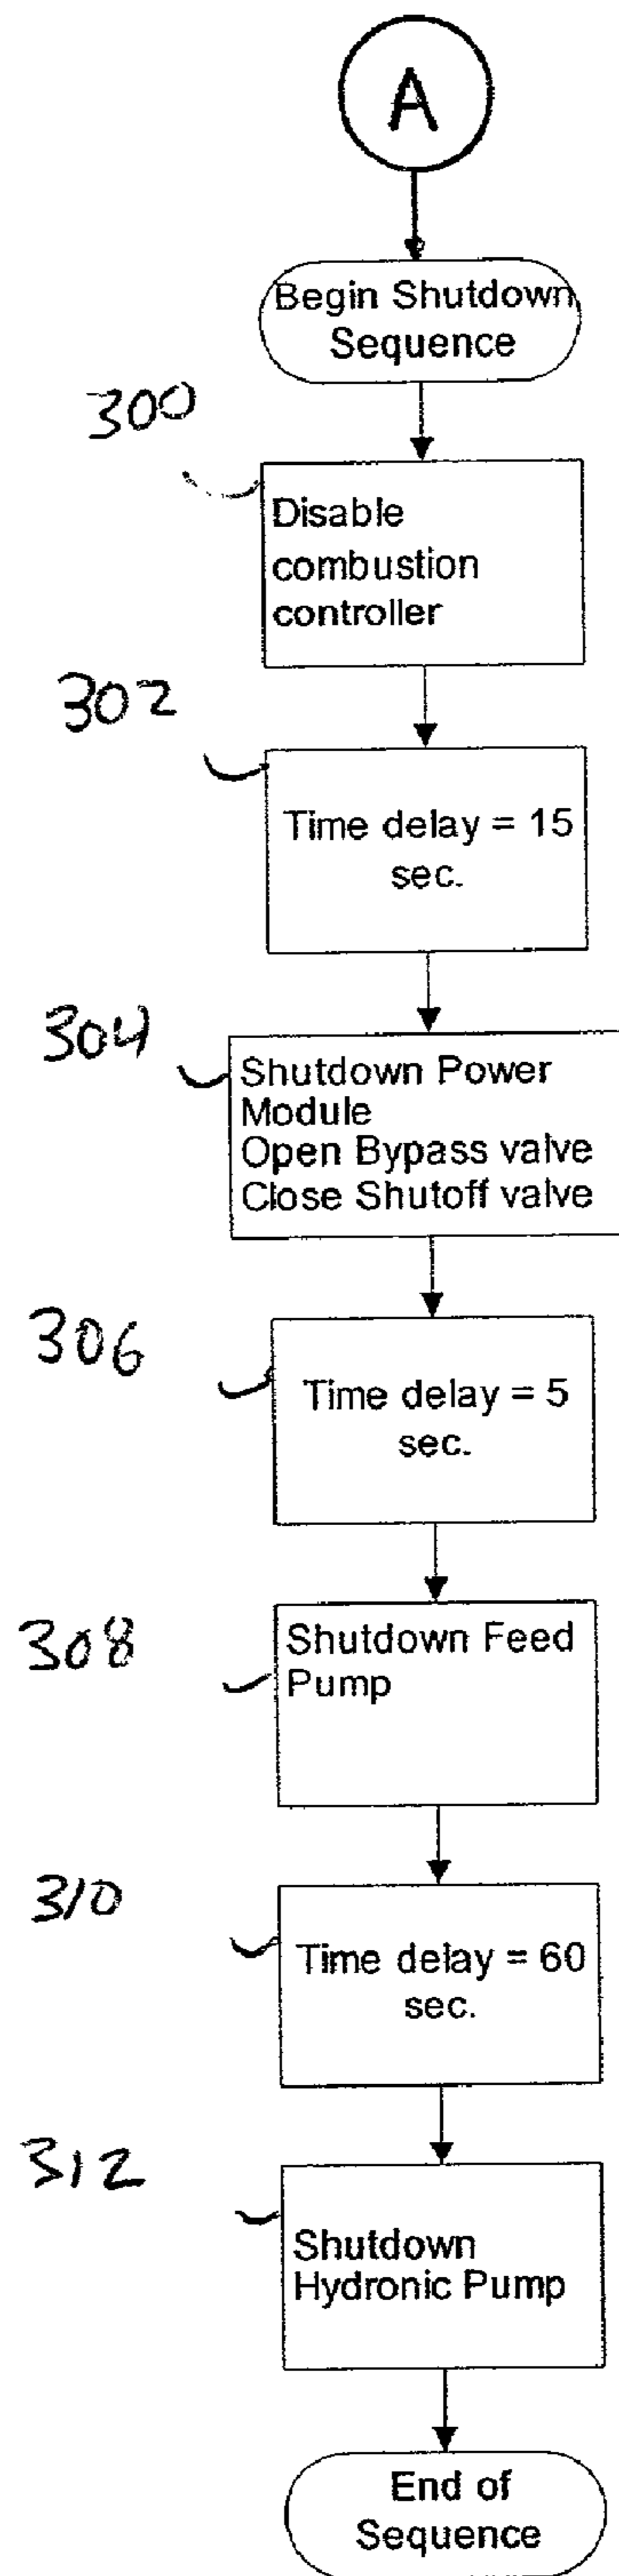 A
Begin Shutdown
Sequence
300
Disable
combustion
controller
302
Time delay = 15
sec.
304
Shutdown Power
Module
Open Bypass valve
Close Shutoff valve
306
Time delay = 5
sec.
308
Shutdown Feed
Pump
310
Time delay = 60
sec.
312
Shutdown
Hydronic Pump
End of
Sequence